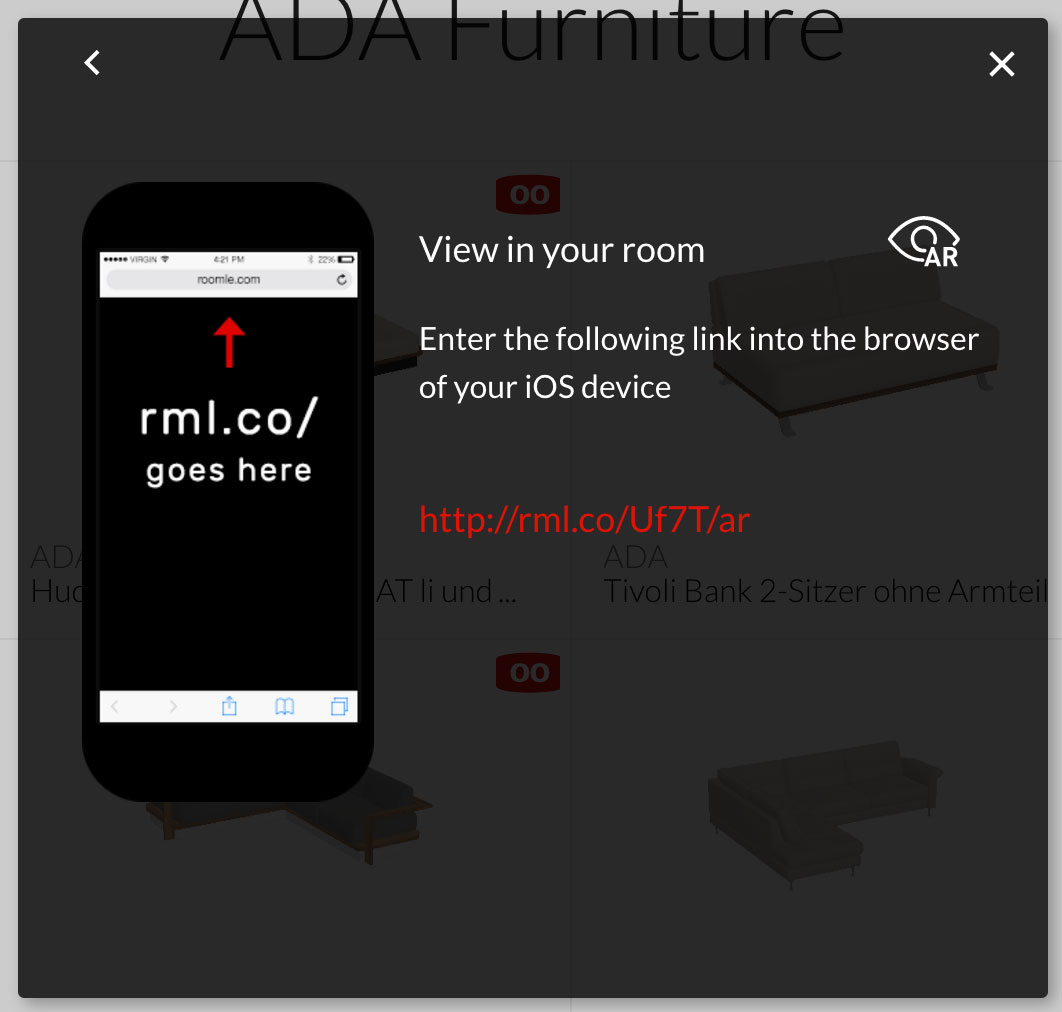 ADA Furniture
View in your room
AR
Enter the following link into the browser
of your iOS device
http://rml.co/Uf7T/ar
VIRGIN 4:21 PM 22%
roomle.com
rml.co/
goes here
ADA
AT li und ...
ADA
Tivoli Bank 2-Sitzer ohne Armteil